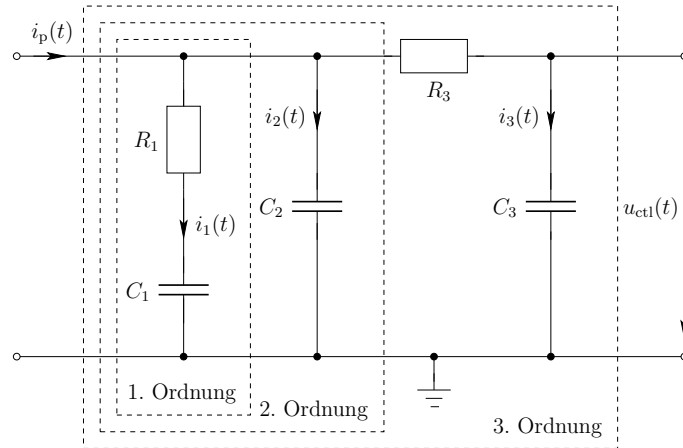 i_p(t)
R_3
i_2(t)
i_3(t)
R_1
C_2
C_3
u_ctl(t)
i_1(t)
C_1
1. Ordnung
2. Ordnung
3. Ordnung